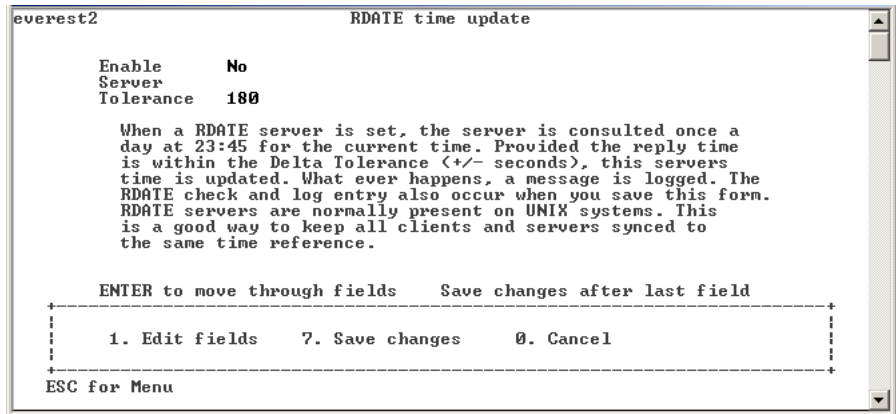 everest2 RDATE time update
Enable No
Server
Tolerance 180
When a RDATE server is set, the server is consulted once a
day at 23:45 for the current time. Provided the reply time
is within the Delta Tolerance (+/- seconds), this servers
time is updated. What ever happens, a message is logged. The
RDATE check and log entry also occur when you save this form.
RDATE servers are normally present on UNIX systems. This
is a good way to keep all clients and servers synced to
the same time reference.
ENTER to move through fields Save changes after last field
1. Edit fields 7. Save changes 0. Cancel
ESC for Menu